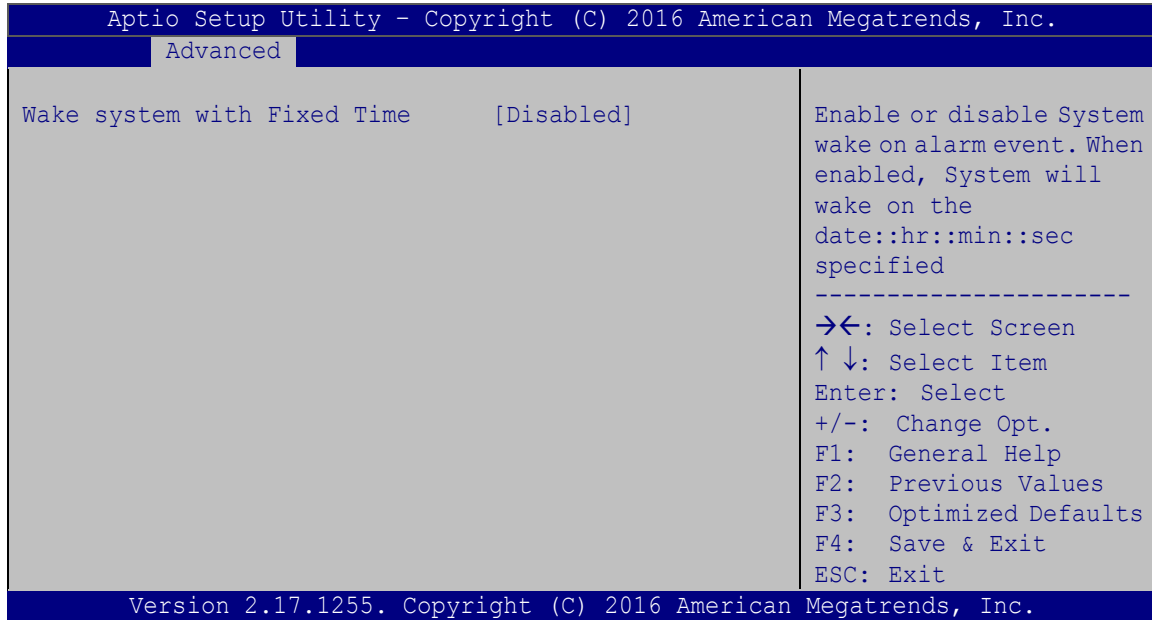 Aptio Setup Utility – Copyright (C) 2016 American Megatrends, Inc.
Advanced
Wake system with Fixed Time [Disabled]
Enable or disable System
wake on alarm event. When
enabled, System will
wake on the
date::hr::min::sec
specified
----------------------
→←: Select Screen
↑ ↓: Select Item
Enter: Select
+/-: Change Opt.
F1: General Help
F2: Previous Values
F3: Optimized Defaults
F4: Save & Exit
ESC: Exit
Version 2.17.1255. Copyright (C) 2016 American Megatrends, Inc.